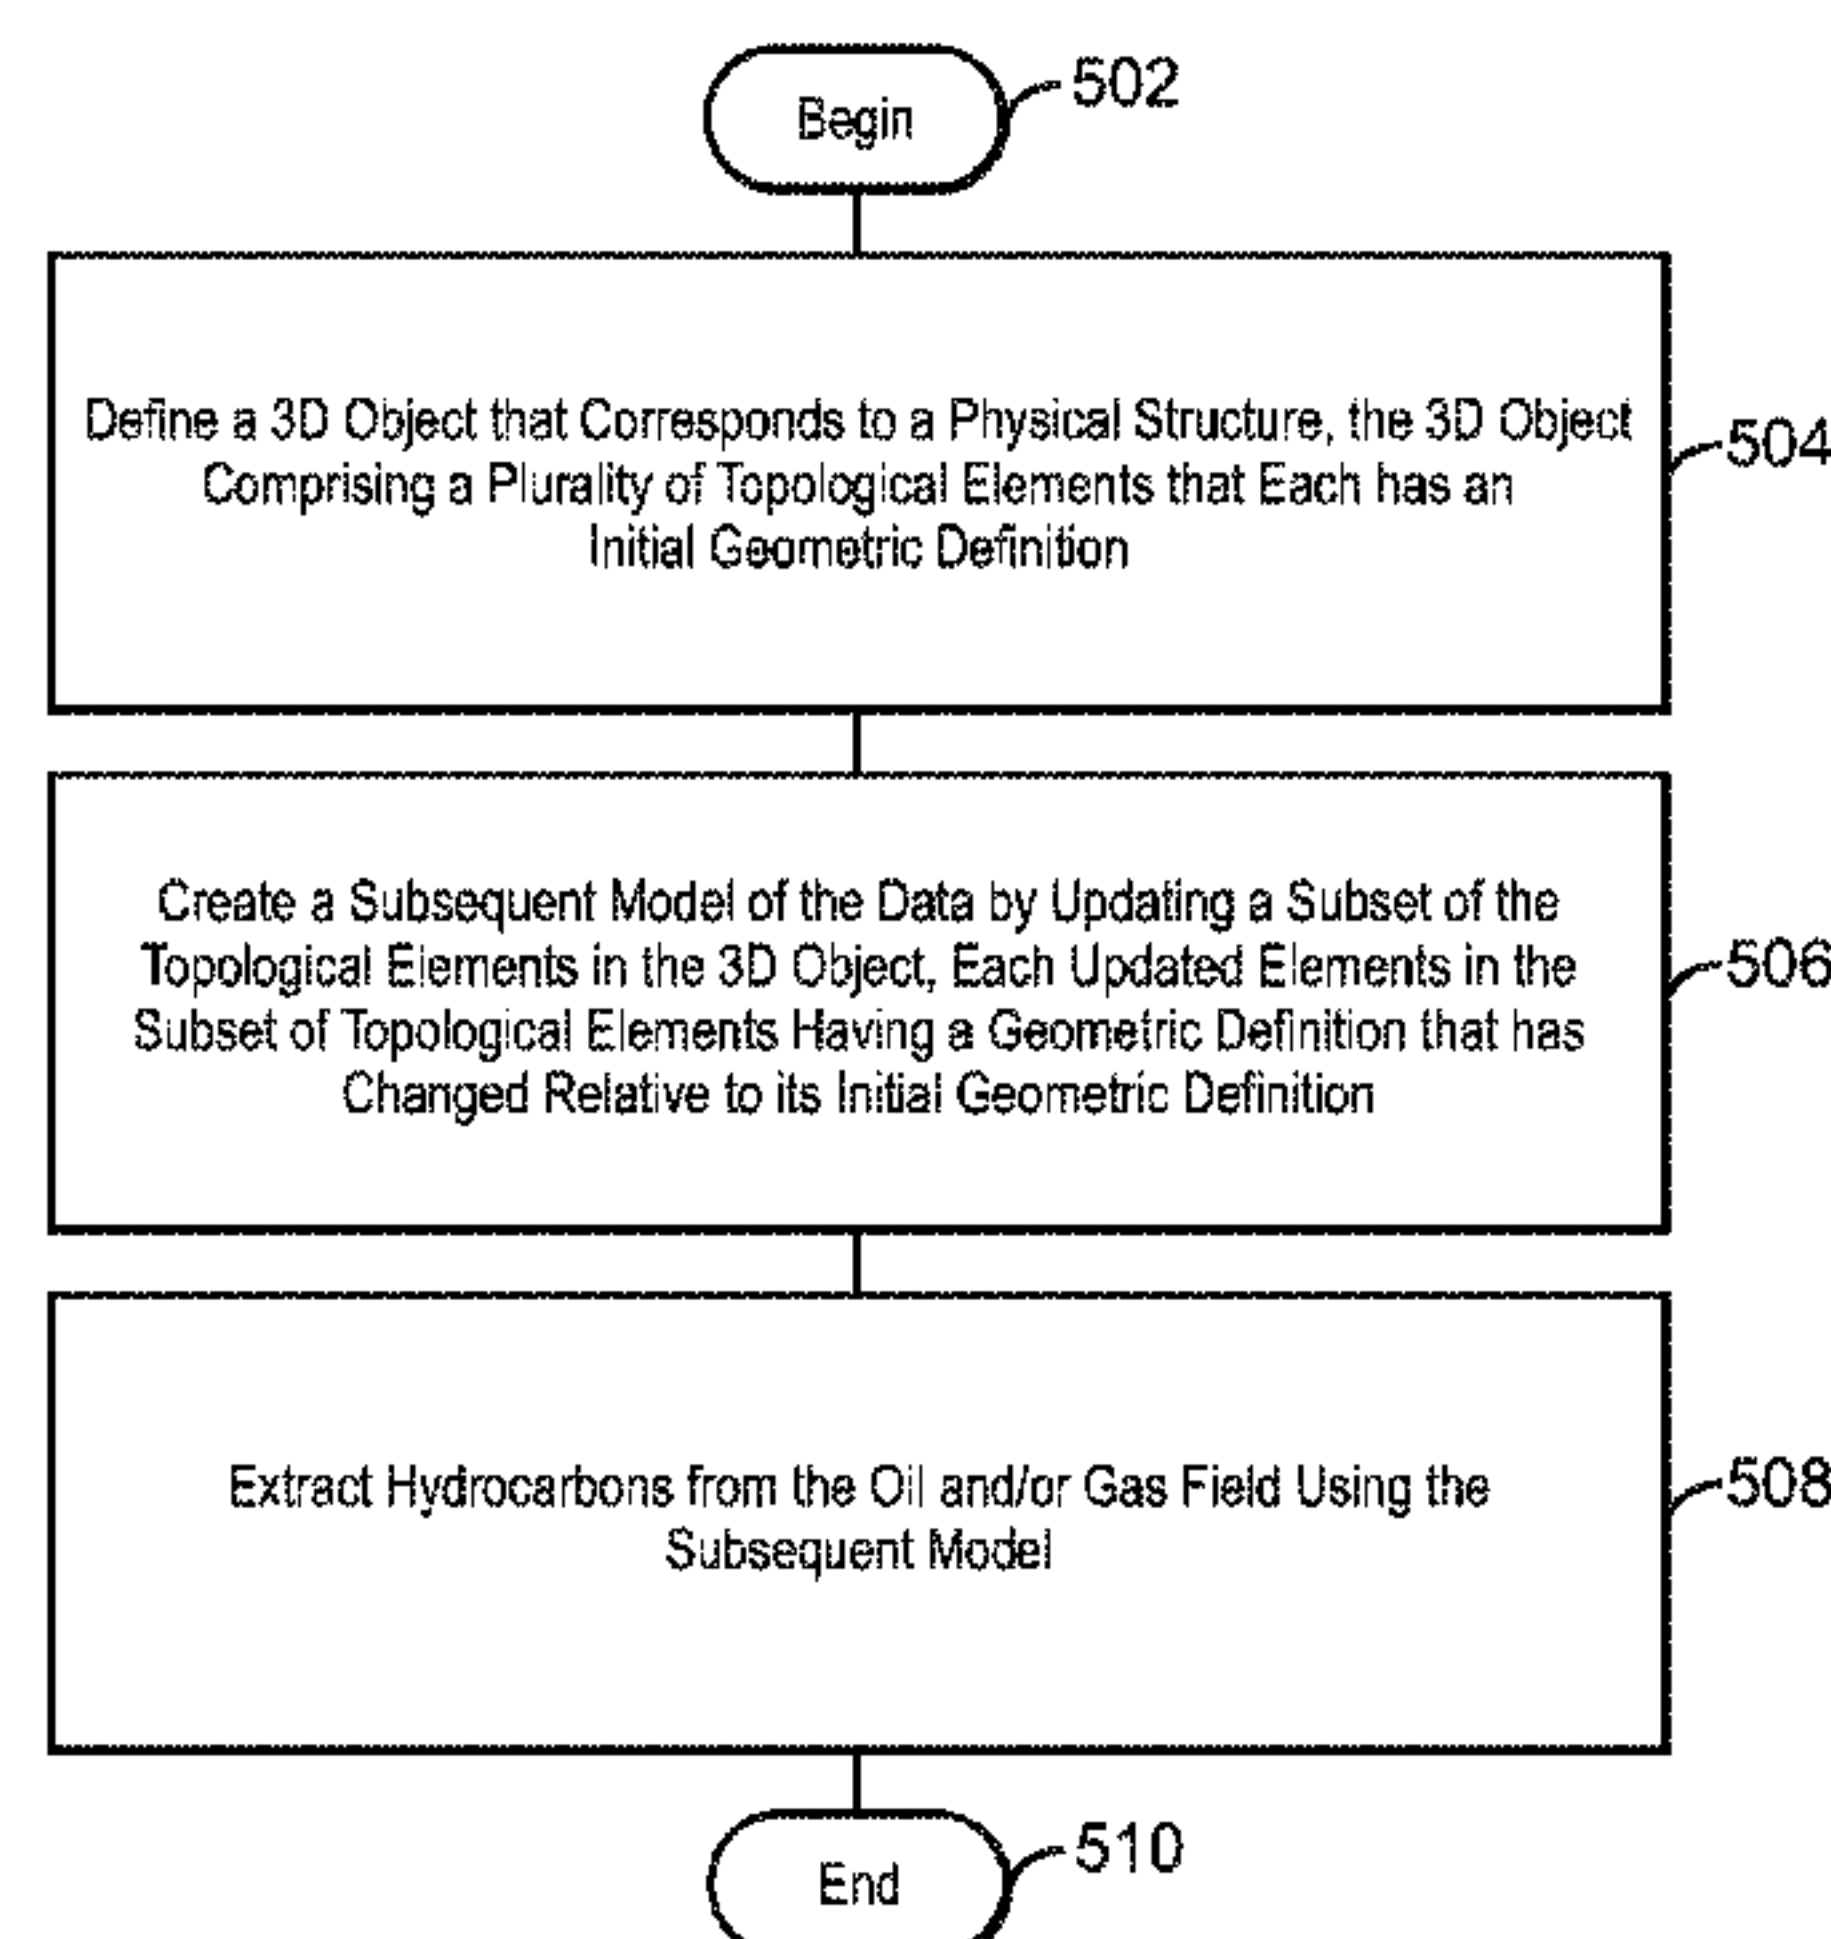 Begin
502
Define a 3D Object that Corresponds to a Physical Structure, the 3D Object
Comprising a Plurality of Topological Elements that Each has an
Initial Geometric Definition
504
Create a Subsequent Model of the Data by Updating a Subset of the
Topological Elements in the 3D Object, Each Updated Elements in the
Subset of Topological Elements Having a Geometric Definition that has
Changed Relative to its Initial Geometric Definition
506
Extract Hydrocarbons from the Oil and/or Gas Field Using the
Subsequent Model
508
End
510